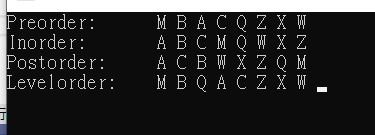 Preorder: M B A C Q Z X W
Inorder: A B C M Q W X Z
Postorder: A C B W X Z Q M
Levelorder: M B Q A C Z X W